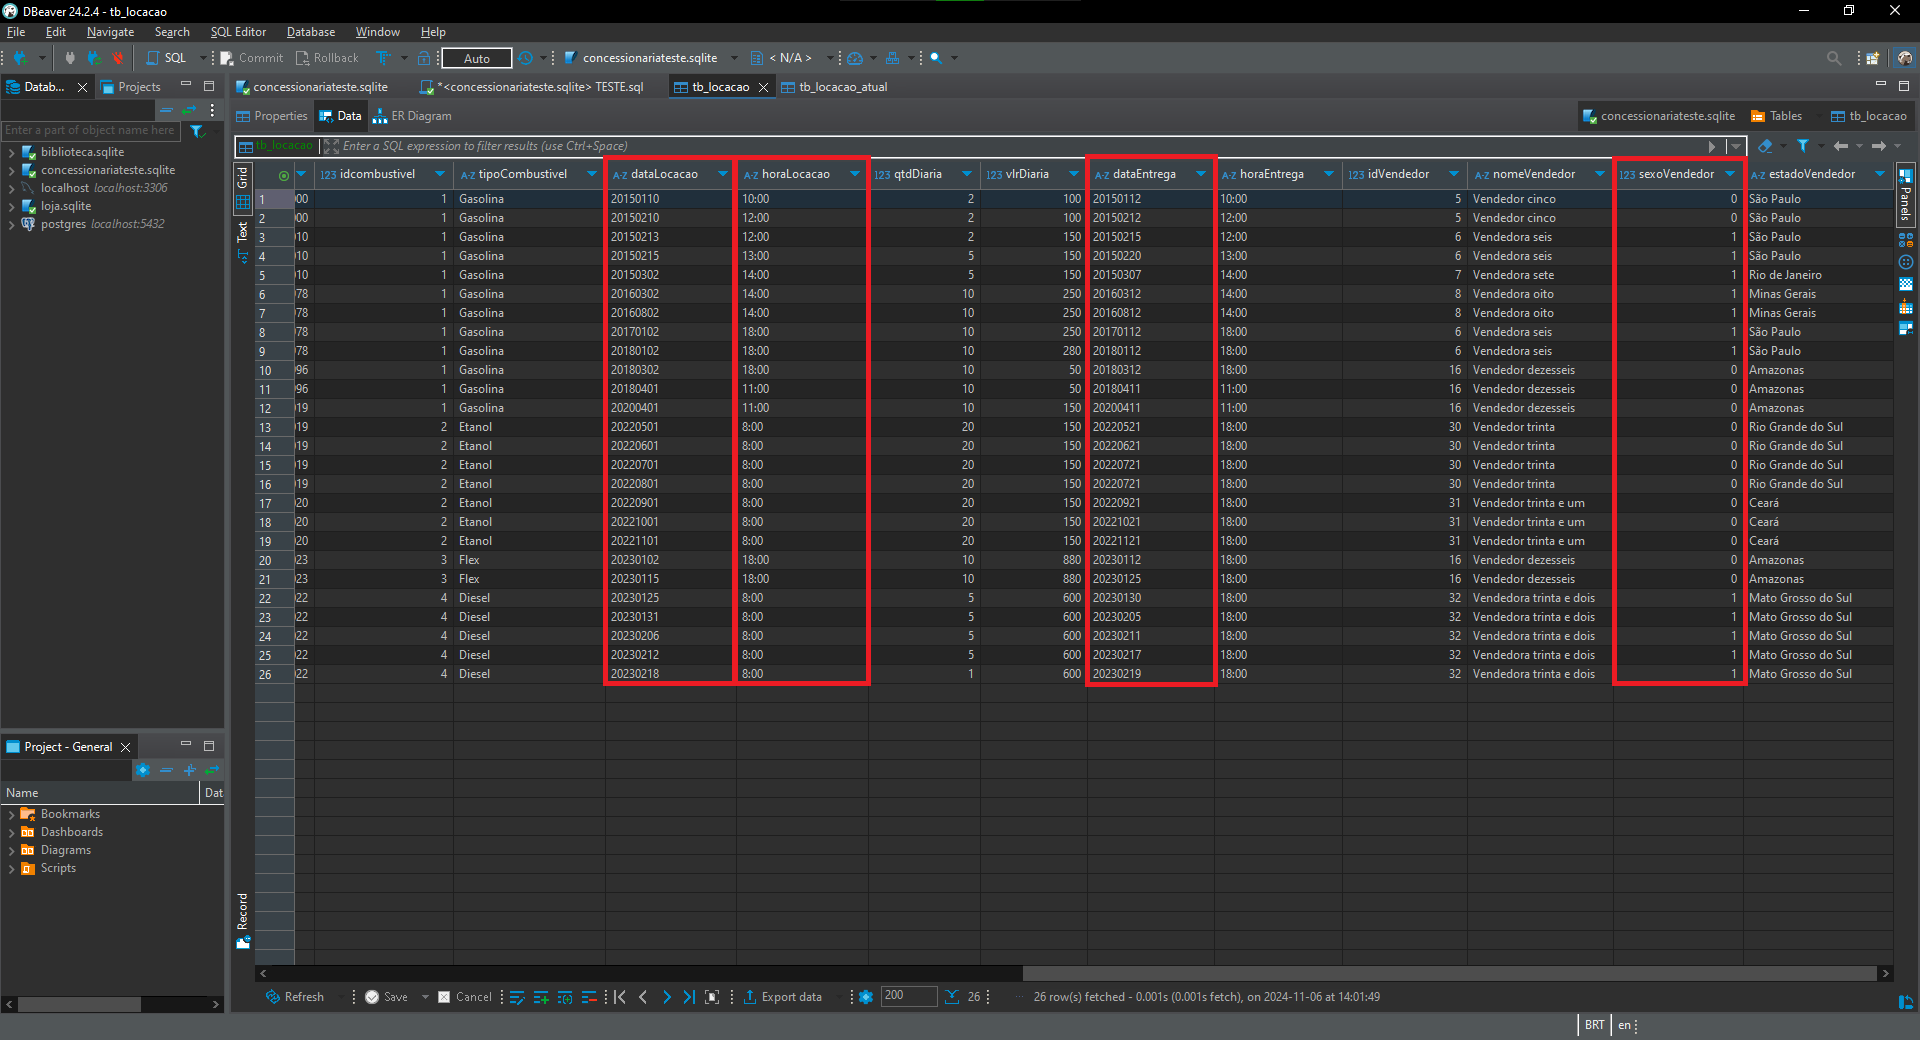 DBeaver 24.2.4 - tb_locacao
File Edit Navigate Search SQL Editor Database Window Help
SQL Commit Rollback Auto concessionariateste.sqlite < N/A >
Datab... Projects
Enter a part of object name here
biblioteca.sqlite
concessionariateste.sqlite
localhost localhost:3306
loja.sqlite
postgres localhost:5432
Project - General
Name Dat
Bookmarks
Dashboards
Diagrams
Scripts
concessionariateste.sqlite *<concessionariateste.sqlite> TESTE.sql tb_locacao tb_locacao_atual
Properties Data ER Diagram concessionariateste.sqlite Tables tb_locacao
tb_locacao Enter a SQL expression to filter results (use Ctrl+Space)
Grid
Text
Record
Panels
123 idcombustivel A-Z tipoCombustivel A-Z dataLocacao A-Z horaLocacao 123 qtdDiaria 123 vlrDiaria A-Z dataEntrega A-Z horaEntrega 123 idVendedor A-Z nomeVendedor 123 sexoVendedor A-Z estadoVendedor
1 00 1 Gasolina 20150110 10:00 2 100 20150112 10:00 5 Vendedor cinco 0 São Paulo
2 00 1 Gasolina 20150210 12:00 2 100 20150212 12:00 5 Vendedor cinco 0 São Paulo
3 10 1 Gasolina 20150213 12:00 2 150 20150215 12:00 6 Vendedora seis 1 São Paulo
4 10 1 Gasolina 20150215 13:00 5 150 20150220 13:00 6 Vendedora seis 1 São Paulo
5 10 1 Gasolina 20150302 14:00 5 150 20150307 14:00 7 Vendedora sete 1 Rio de Janeiro
6 78 1 Gasolina 20160302 14:00 10 250 20160312 14:00 8 Vendedora oito 1 Minas Gerais
7 78 1 Gasolina 20160802 14:00 10 250 20160812 14:00 8 Vendedora oito 1 Minas Gerais
8 78 1 Gasolina 20170102 18:00 10 250 20170112 18:00 6 Vendedora seis 1 São Paulo
9 78 1 Gasolina 20180102 18:00 10 280 20180112 18:00 6 Vendedora seis 1 São Paulo
10 96 1 Gasolina 20180302 18:00 10 50 20180312 18:00 16 Vendedor dezesseis 0 Amazonas
11 96 1 Gasolina 20180401 11:00 10 50 20180411 11:00 16 Vendedor dezesseis 0 Amazonas
12 19 1 Gasolina 20200401 11:00 10 150 20200411 11:00 16 Vendedor dezesseis 0 Amazonas
13 19 2 Etanol 20220501 8:00 20 150 20220521 18:00 30 Vendedor trinta 0 Rio Grande do Sul
14 19 2 Etanol 20220601 8:00 20 150 20220621 18:00 30 Vendedor trinta 0 Rio Grande do Sul
15 19 2 Etanol 20220701 8:00 20 150 20220721 18:00 30 Vendedor trinta 0 Rio Grande do Sul
16 19 2 Etanol 20220801 8:00 20 150 20220721 18:00 30 Vendedor trinta 0 Rio Grande do Sul
17 20 2 Etanol 20220901 8:00 20 150 20220921 18:00 31 Vendedor trinta e um 0 Ceará
18 20 2 Etanol 20221001 8:00 20 150 20221021 18:00 31 Vendedor trinta e um 0 Ceará
19 20 2 Etanol 20221101 8:00 20 150 20221121 18:00 31 Vendedor trinta e um 0 Ceará
20 23 3 Flex 20230102 18:00 10 880 20230112 18:00 16 Vendedor dezesseis 0 Amazonas
21 23 3 Flex 20230115 18:00 10 880 20230125 18:00 16 Vendedor dezesseis 0 Amazonas
22 22 4 Diesel 20230125 8:00 5 600 20230130 18:00 32 Vendedora trinta e dois 1 Mato Grosso do Sul
23 22 4 Diesel 20230131 8:00 5 600 20230205 18:00 32 Vendedora trinta e dois 1 Mato Grosso do Sul
24 22 4 Diesel 20230206 8:00 5 600 20230211 18:00 32 Vendedora trinta e dois 1 Mato Grosso do Sul
25 22 4 Diesel 20230212 8:00 5 600 20230217 18:00 32 Vendedora trinta e dois 1 Mato Grosso do Sul
26 22 4 Diesel 20230218 8:00 1 600 20230219 18:00 32 Vendedora trinta e dois 1 Mato Grosso do Sul
Refresh Save Cancel Export data 200 26 26 row(s) fetched - 0.001s (0.001s fetch), on 2024-11-06 at 14:01:49
BRT en